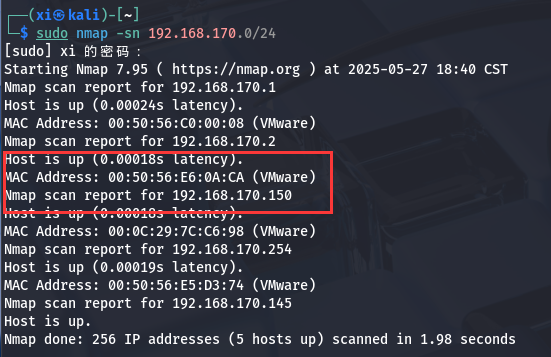 ┌──(xi㉿kali)-[~]
└─$ sudo nmap -sn 192.168.170.0/24
[sudo] xi 的密码：
Starting Nmap 7.95 ( https://nmap.org ) at 2025-05-27 18:40 CST
Nmap scan report for 192.168.170.1
Host is up (0.00024s latency).
MAC Address: 00:50:56:C0:00:08 (VMware)
Nmap scan report for 192.168.170.2
Host is up (0.00018s latency).
MAC Address: 00:50:56:E6:0A:CA (VMware)
Nmap scan report for 192.168.170.150
Host is up (0.00018s latency).
MAC Address: 00:0C:29:7C:C6:98 (VMware)
Nmap scan report for 192.168.170.254
Host is up (0.00019s latency).
MAC Address: 00:50:56:E5:D3:74 (VMware)
Nmap scan report for 192.168.170.145
Host is up.
Nmap done: 256 IP addresses (5 hosts up) scanned in 1.98 seconds